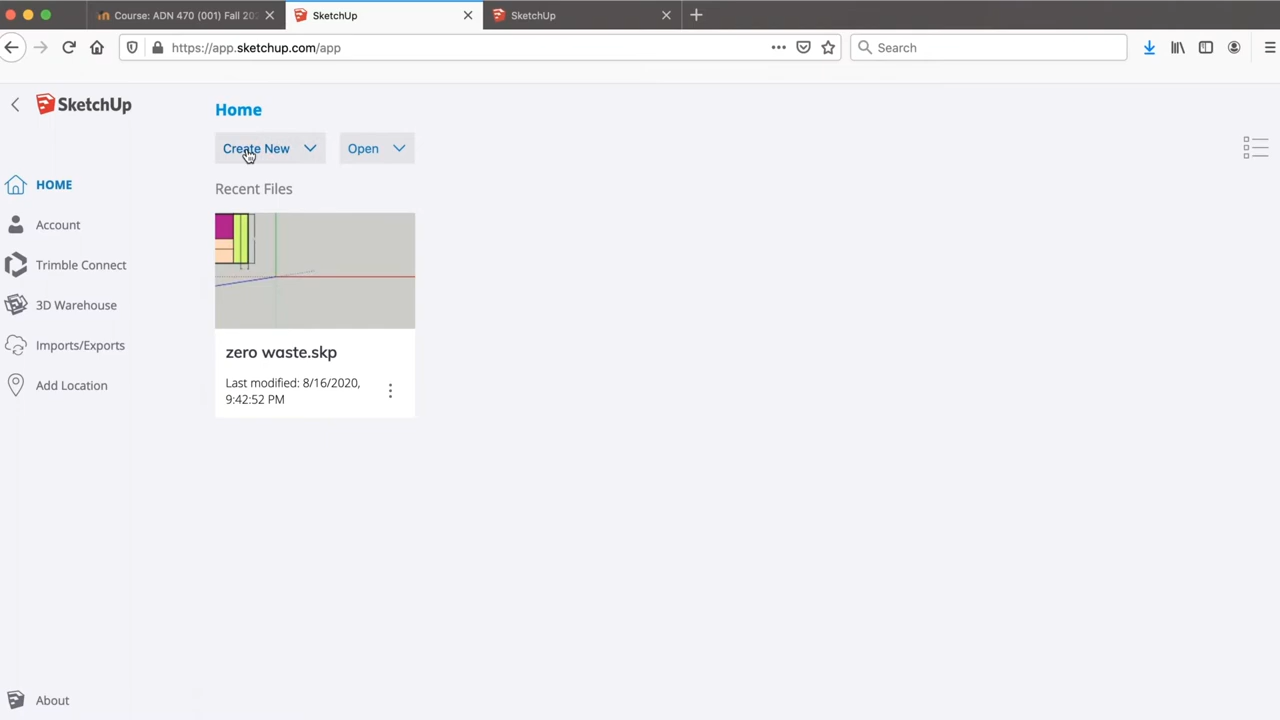 Course: ADN 470 (001) Fall 202
SketchUp
SketchUp
https://app.sketchup.com/app
Search
SketchUp
Home
Create New
Open
HOME
Recent Files
Account
Trimble Connect
3D Warehouse
Imports/Exports
zero waste.skp
Add Location
Last modified: 8/16/2020,
9:42:52 PM
About